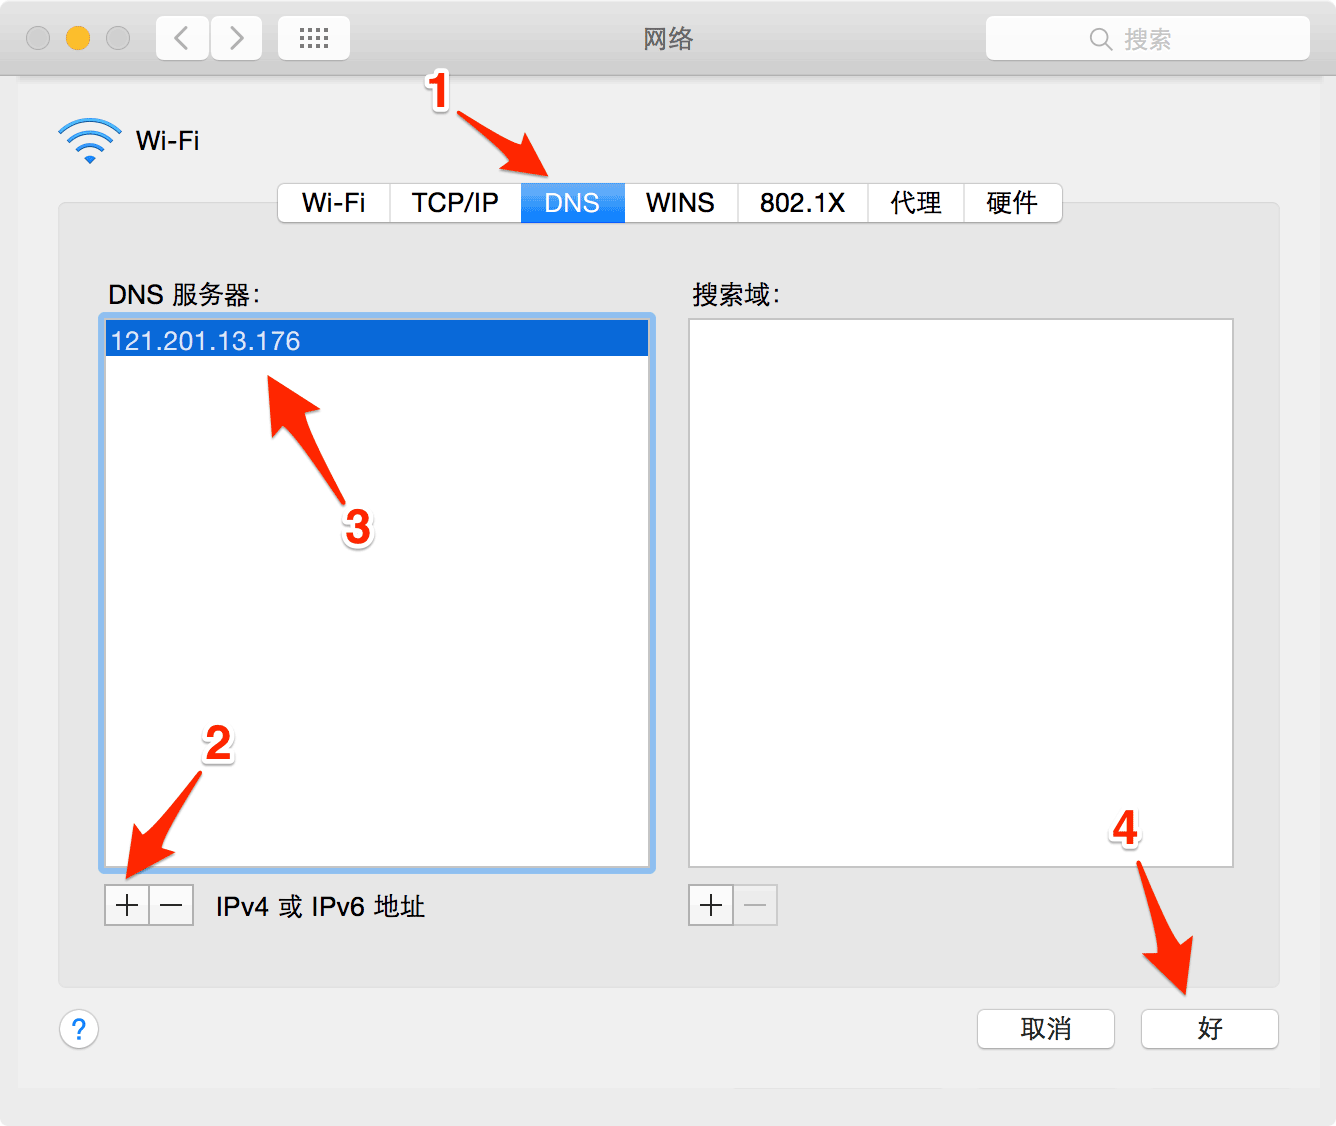 网络
搜索
1
Wi-Fi
Wi-Fi TCP/IP DNS WINS 802.1X 代理 硬件
DNS 服务器:
搜索域:
121.201.13.176
3
2
4
IPv4 或 IPv6 地址
?
取消
好